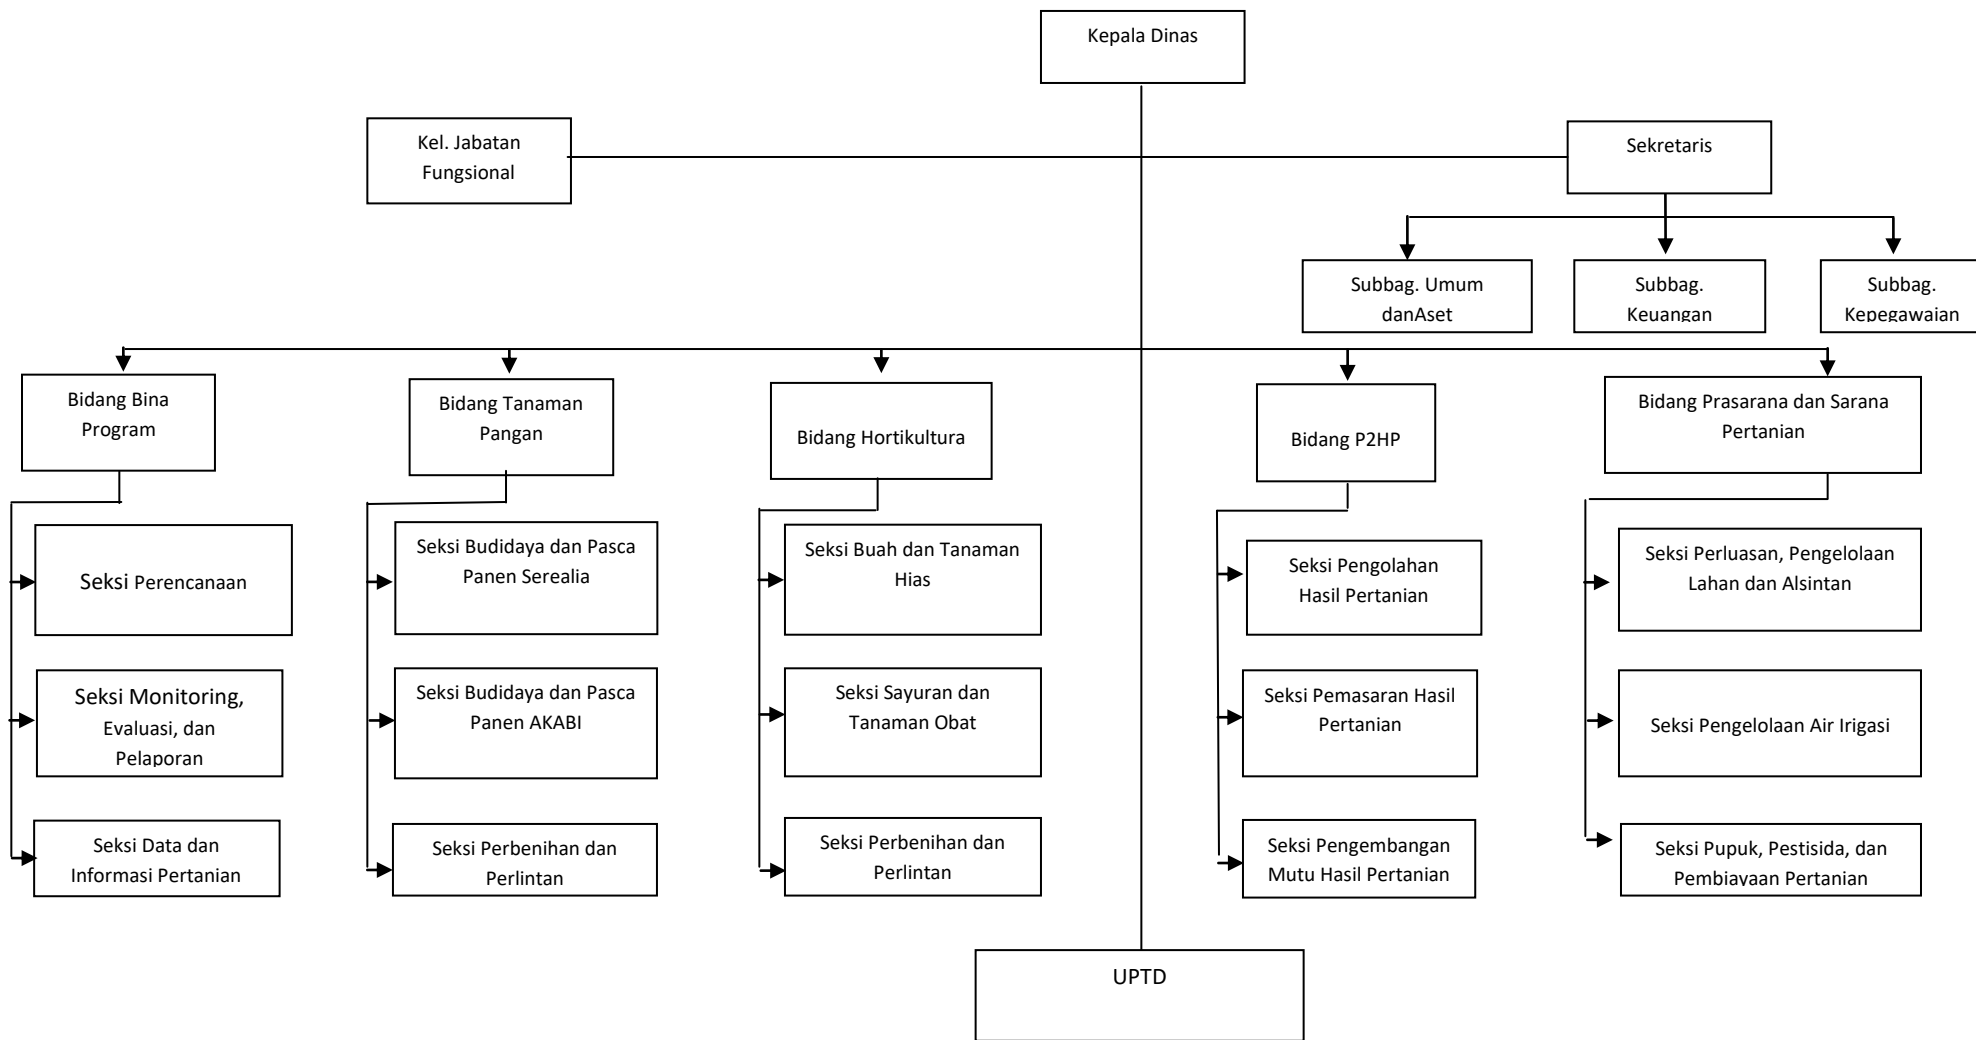 Kepala Dinas
Kel. Jabatan
Fungsional
Sekretaris
Subbag. Umum
danAset
Subbag.
Keuangan
Subbag.
Kepegawaian
Bidang Bina
Program
Bidang Tanaman
Pangan
Bidang Hortikultura
Bidang P2HP
Bidang Prasarana dan Sarana
Pertanian
Seksi Perencanaan
Seksi Budidaya dan Pasca
Panen Serealia
Seksi Buah dan Tanaman
Hias
Seksi Pengolahan
Hasil Pertanian
Seksi Perluasan, Pengelolaan
Lahan dan Alsintan
Seksi Monitoring,
Evaluasi, dan
Pelaporan
Seksi Budidaya dan Pasca
Panen AKABI
Seksi Sayuran dan
Tanaman Obat
Seksi Pemasaran Hasil
Pertanian
Seksi Pengelolaan Air Irigasi
Seksi Data dan
Informasi Pertanian
Seksi Perbenihan dan
Perlintan
Seksi Perbenihan dan
Perlintan
Seksi Pengembangan
Mutu Hasil Pertanian
Seksi Pupuk, Pestisida, dan
Pembiayaan Pertanian
UPTD